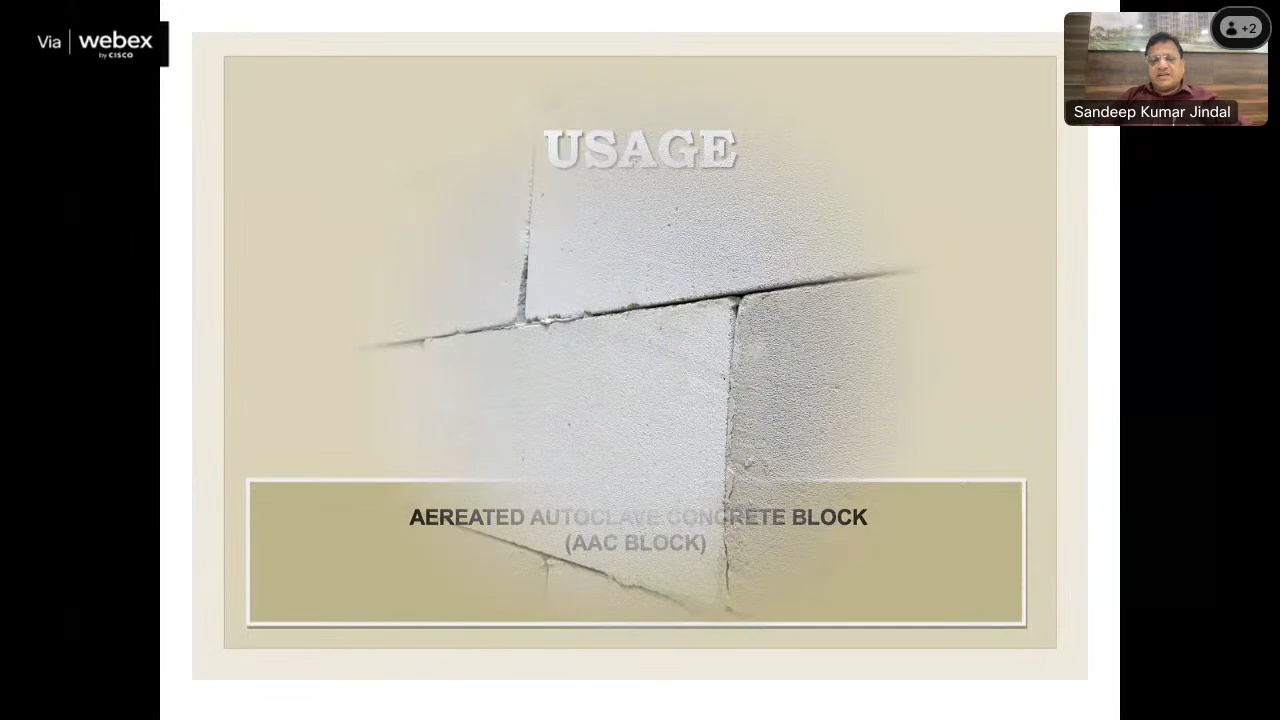 Via webex
by CISCO
+2
Sandeep Kumar Jindal
USAGE
AEREATED AUTOCLAVE CONCRETE BLOCK
(AAC BLOCK)